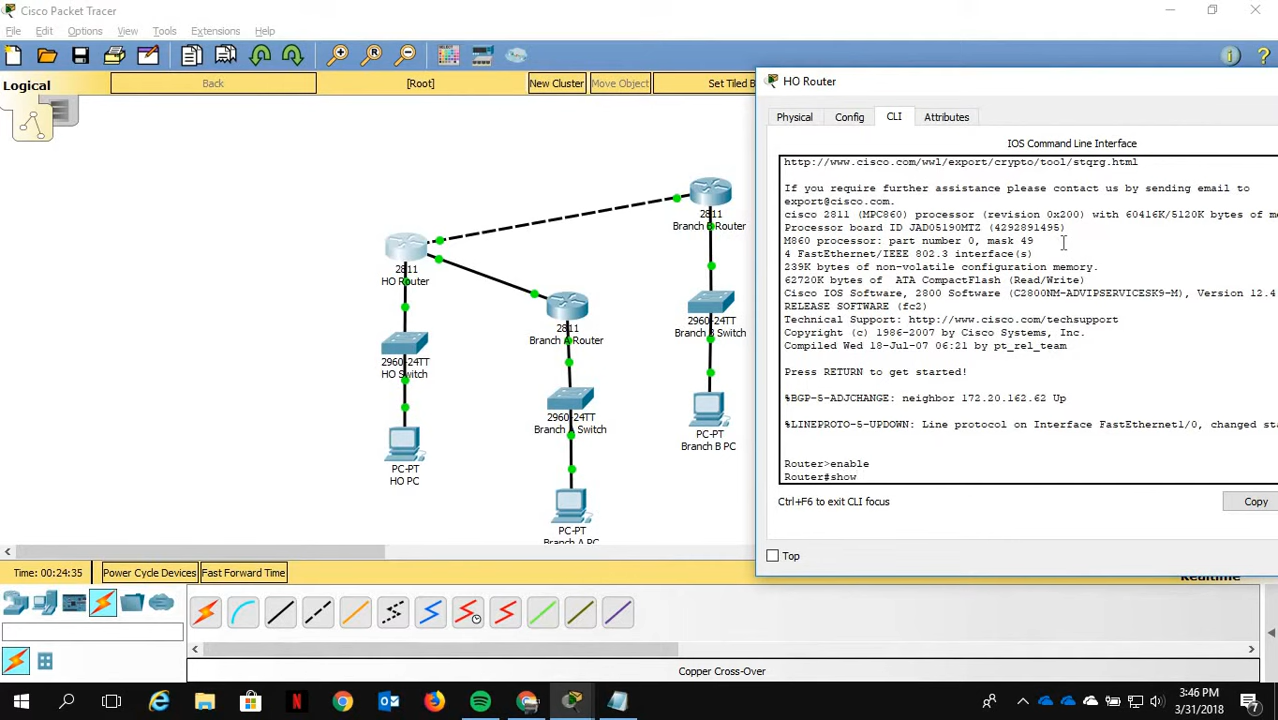 Cisco Packet Tracer
File Edit Options View Tools Extensions Help
Logical
Back
[Root]
New Cluster
Move Object
Set Tiled B
HO Router
Physical
Config
CLI
Attributes
IOS Command Line Interface
http://www.cisco.com/wwl/export/crypto/tool/stqrg.html
If you require further assistance please contact us by sending email to
export@cisco.com.
cisco 2811 (MPC860) processor (revision 0x200) with 60416K/5120K bytes of me
Processor board ID JAD05190MTZ (4292891495)
M860 processor: part number 0, mask 49
4 FastEthernet/IEEE 802.3 interface(s)
239K bytes of non-volatile configuration memory.
62720K bytes of ATA CompactFlash (Read/Write)
Cisco IOS Software, 2800 Software (C2800NM-ADVIPSERVICESK9-M), Version 12.4
RELEASE SOFTWARE (fc2)
Technical Support: http://www.cisco.com/techsupport
Copyright (c) 1986-2007 by Cisco Systems, Inc.
Compiled Wed 18-Jul-07 06:21 by pt_rel_team
Press RETURN to get started!
%BGP-5-ADJCHANGE: neighbor 172.20.162.62 Up
%LINEPROTO-5-UPDOWN: Line protocol on Interface FastEthernet1/0, changed sta
Router>enable
Router#show
Ctrl+F6 to exit CLI focus
Copy
Top
2811
HO Router
2960-24TT
HO Switch
PC-PT
HO PC
2811
Branch A Router
2960-24TT
Branch A Switch
PC-PT
Branch A PC
2811
Branch B Router
2960-24TT
Branch B Switch
PC-PT
Branch B PC
Time: 00:24:35
Power Cycle Devices
Fast Forward Time
Realtime
Copper Cross-Over
3:46 PM
3/31/2018
7